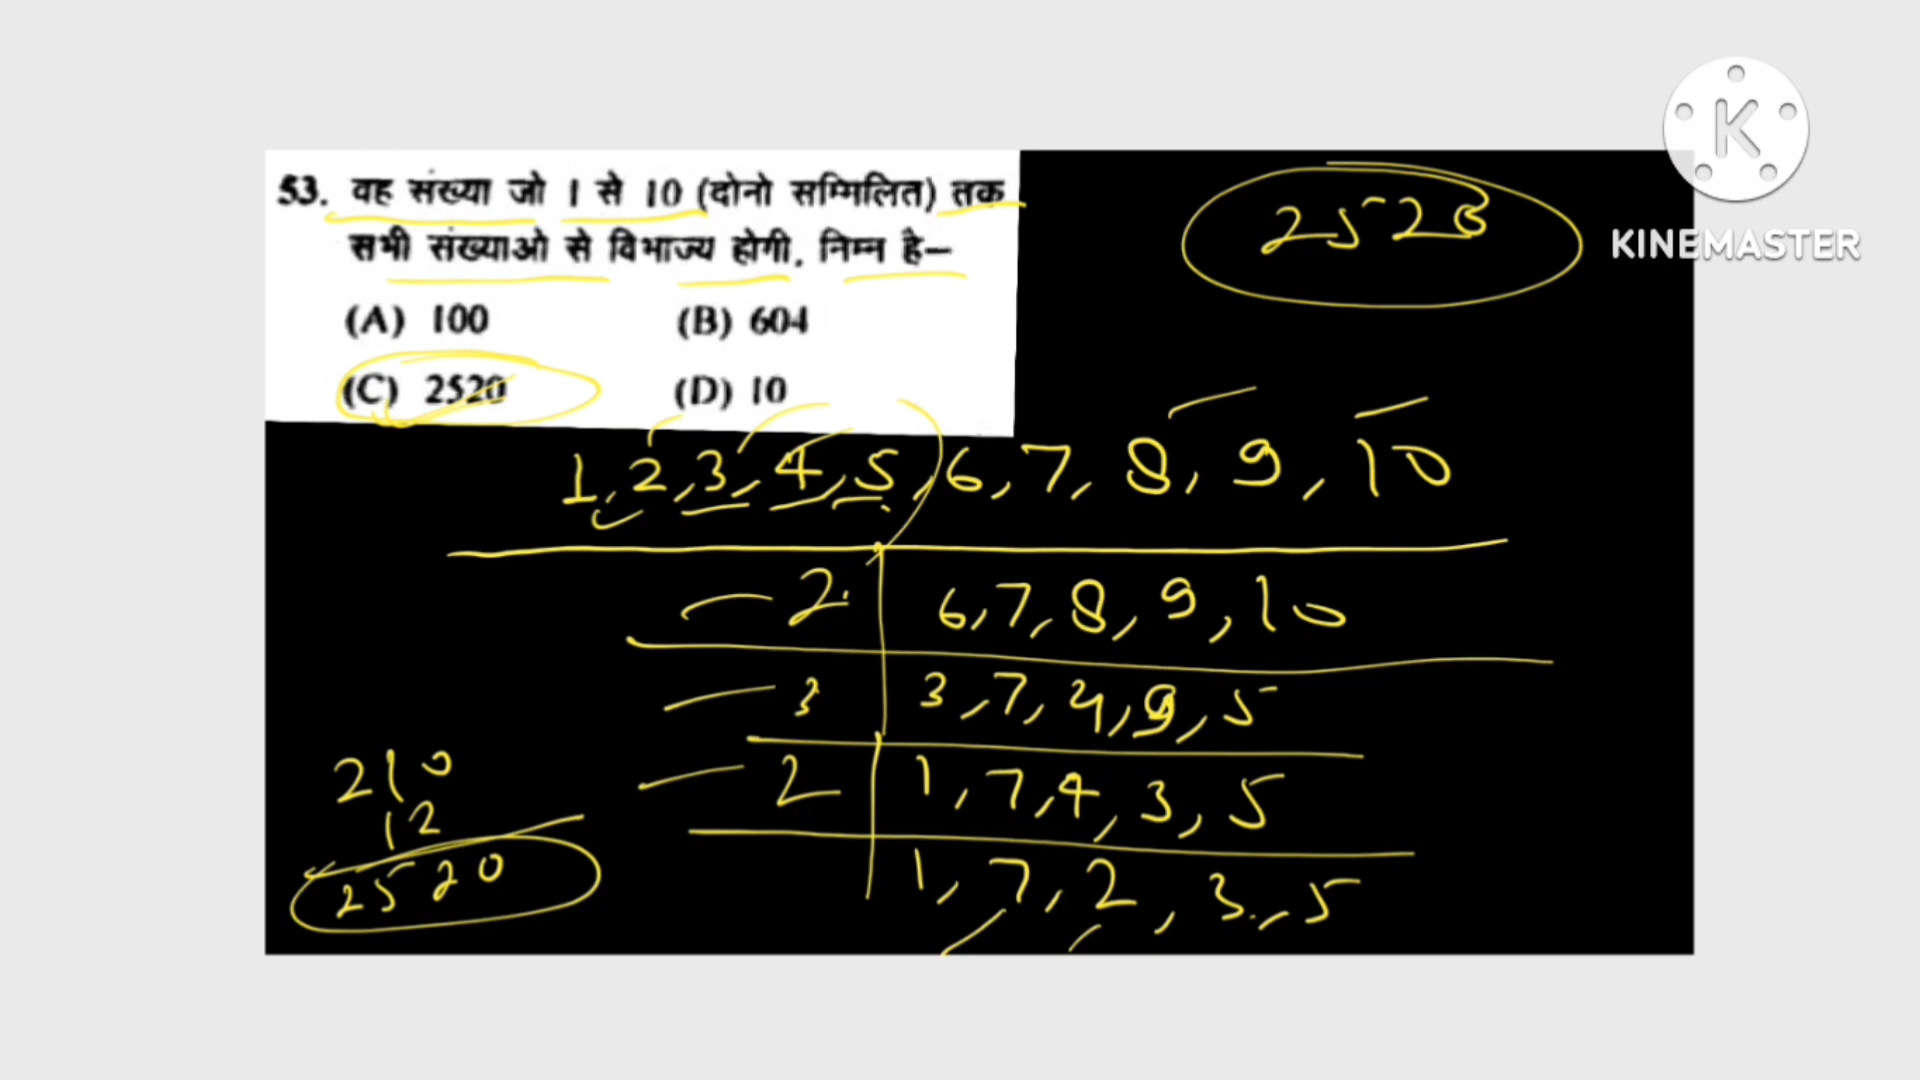 53. वह संख्या जो 1 से 10 (दोनो सम्मिलित) तक
सभी संख्याओ से विभाज्य होगी, निम्न है—
(A) 100 (B) 604
(C) 2520 (D) 10
2520
K
KINEMASTER
1, 2, 3, 4, 5, 6, 7, 8, 9, 10
2 6, 7, 8, 9, 10
3 3, 7, 4, 9, 5
2 1, 7, 4, 3, 5
1, 7, 2, 3, 5
210
12
2520